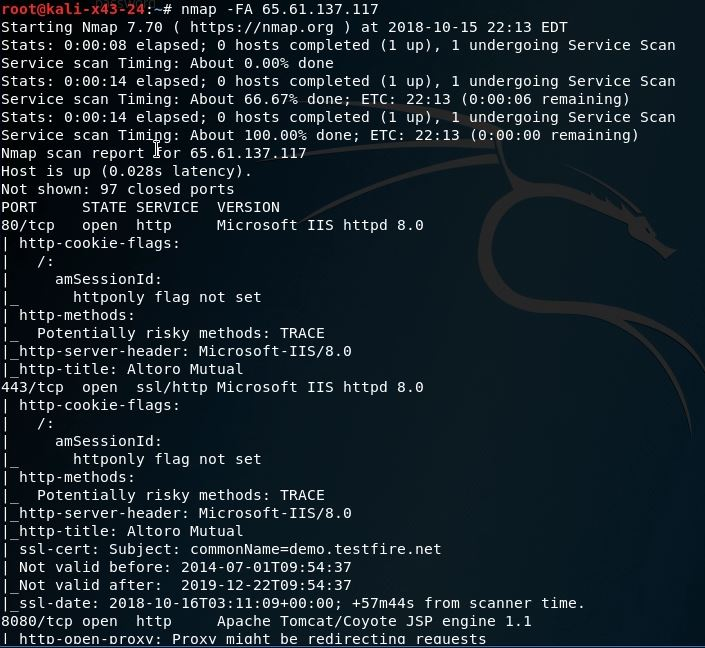 root@kali-x43-24:~# nmap -FA 65.61.137.117
Starting Nmap 7.70 ( https://nmap.org ) at 2018-10-15 22:13 EDT
Stats: 0:00:08 elapsed; 0 hosts completed (1 up), 1 undergoing Service Scan
Service scan Timing: About 0.00% done
Stats: 0:00:14 elapsed; 0 hosts completed (1 up), 1 undergoing Service Scan
Service scan Timing: About 66.67% done; ETC: 22:13 (0:00:06 remaining)
Stats: 0:00:14 elapsed; 0 hosts completed (1 up), 1 undergoing Service Scan
Service scan Timing: About 100.00% done; ETC: 22:13 (0:00:00 remaining)
Nmap scan report for 65.61.137.117
Host is up (0.028s latency).
Not shown: 97 closed ports
PORT     STATE SERVICE  VERSION
80/tcp   open  http     Microsoft IIS httpd 8.0
| http-cookie-flags:
|   /:
|     amSessionId:
|_      httponly flag not set
| http-methods:
|_  Potentially risky methods: TRACE
|_http-server-header: Microsoft-IIS/8.0
|_http-title: Altoro Mutual
443/tcp  open  ssl/http Microsoft IIS httpd 8.0
| http-cookie-flags:
|   /:
|     amSessionId:
|_      httponly flag not set
| http-methods:
|_  Potentially risky methods: TRACE
|_http-server-header: Microsoft-IIS/8.0
|_http-title: Altoro Mutual
| ssl-cert: Subject: commonName=demo.testfire.net
| Not valid before: 2014-07-01T09:54:37
|_Not valid after:  2019-12-22T09:54:37
|_ssl-date: 2018-10-16T03:11:09+00:00; +57m44s from scanner time.
8080/tcp open  http     Apache Tomcat/Coyote JSP engine 1.1
| http-open-proxy: Proxy might be redirecting requests